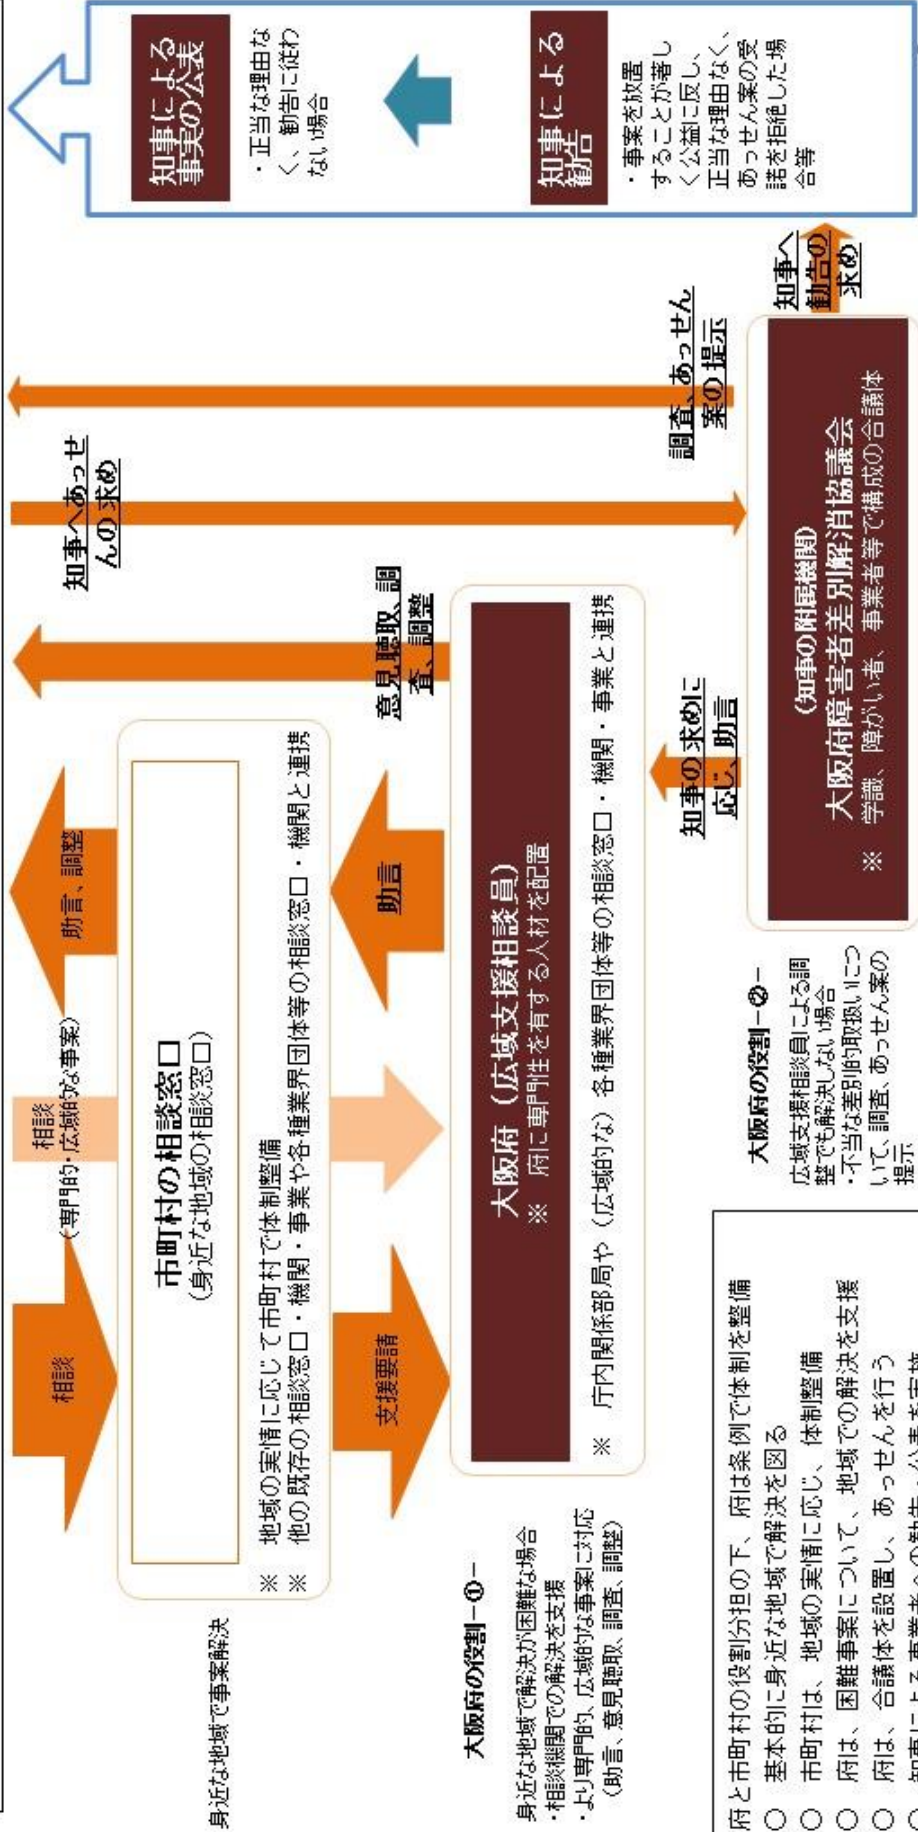 相談
相談
（専門的・広域的な事案）
助言、調整
知事へあっせ
んの求め
身近な地域で事案解決
市町村の相談窓口
（身近な地域の相談窓口）
※　地域の実情に応じて市町村で体制整備
※　他の既存の相談窓口・機関・事業や各種業界団体等の相談窓口・機関と連携
支援要請
助言
意見聴取、調
査、調整
大阪府の役割－①－
身近な地域で解決が困難な場合
・相談機関での解決を支援
・より専門的、広域的な事案に対応
（助言、意見聴取、調査、調整）
大阪府（広域支援相談員）
※　府に専門性を有する人材を配置
※　庁内関係部局や（広域的な）各種業界団体等の相談窓口・機関・事業と連携
知事の求めに
応じ、助言
調査、あっせん
案の提示
大阪府の役割－②－
広域支援相談員による調
整でも解決しない場合
・不当な差別的取扱いにつ
いて、調査、あっせん案の
提示
（知事の附属機関）
大阪府障害者差別解消協議会
※　学識、障がい者、事業者等で構成の合議体
知事へ
勧告の
求め
知事による
事実の公表
・正当な理由な
く、勧告に従わ
ない場合
知事による
勧告
・事案を放置
することが著し
く公益に反し、
正当な理由なく、
あっせん案の受
諾を拒絶した場
合等
府と市町村の役割分担の下、府は条例で体制を整備
○　基本的に身近な地域で解決を図る
○　市町村は、地域の実情に応じ、体制整備
○　府は、困難事案について、地域での解決を支援
○　府は、合議体を設置し、あっせんを行う
○　知事による事業者への勧告・公表を実施